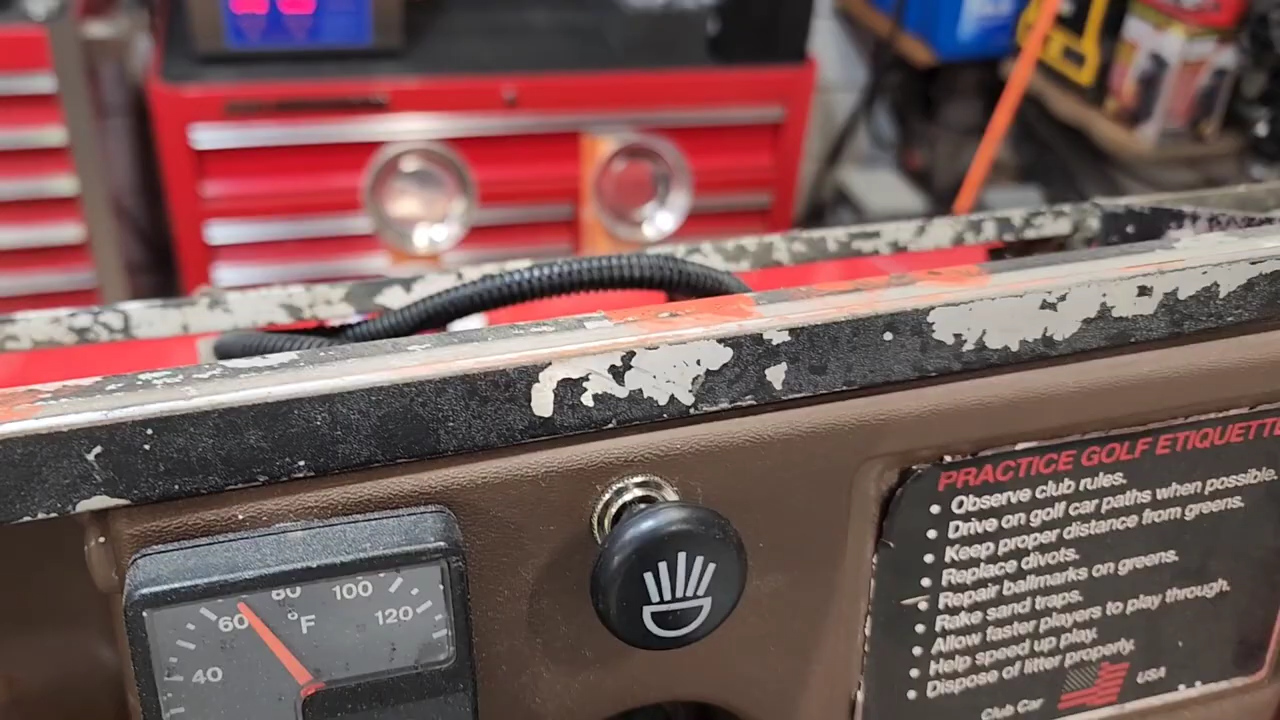 PRACTICE GOLF ETIQUETTE
• Observe club rules.
• Drive on golf car paths when possible.
• Keep proper distance from greens.
• Replace divots.
• Repair ballmarks on greens.
• Rake sand traps.
• Allow faster players to play through.
• Help speed up play.
• Dispose of litter properly.
Club Car USA
40 60 80 100 120
°F